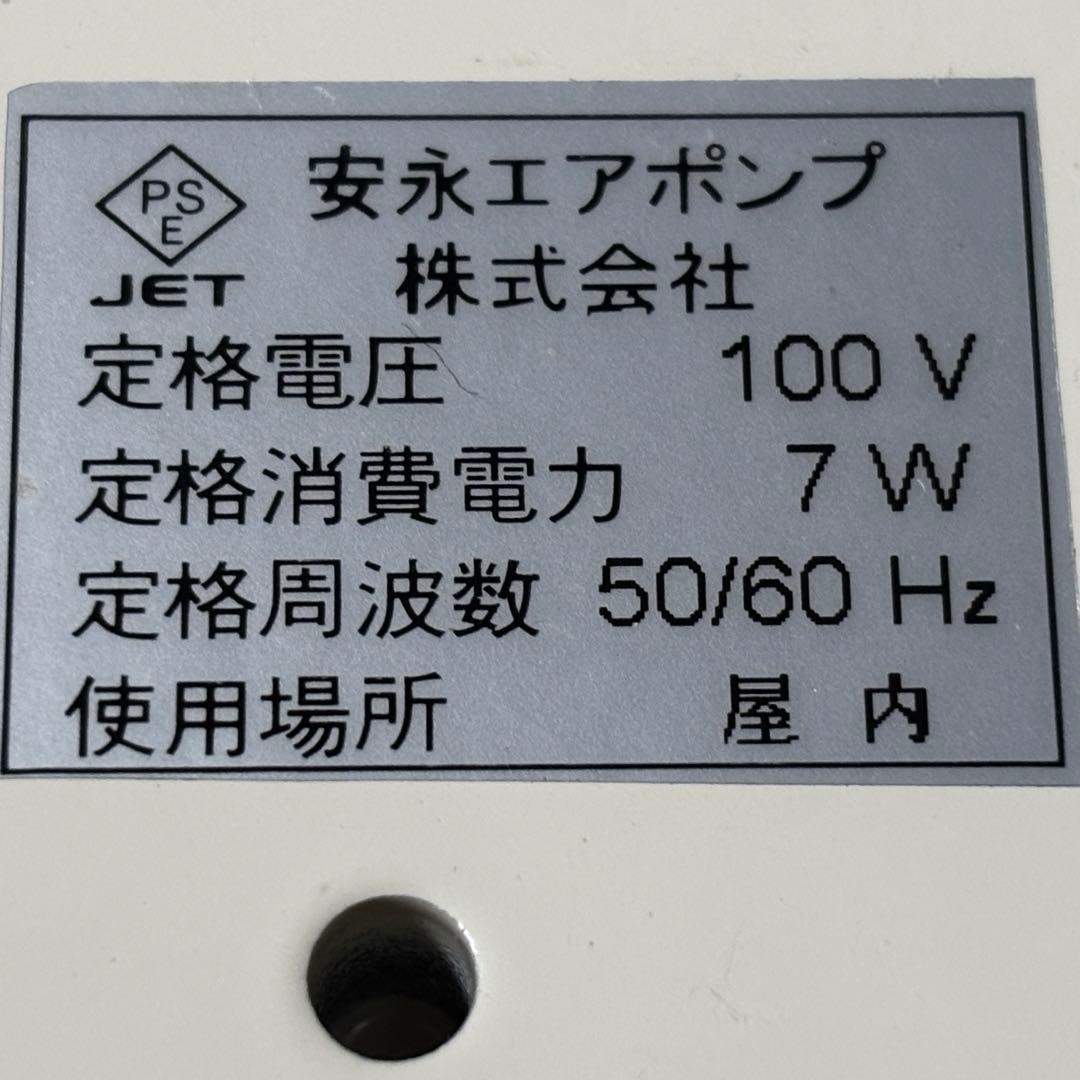 PS
E
JET
安永エアポンプ
株式会社
定格電圧 100 V
定格消費電力 7 W
定格周波数 50/60 Hz
使用場所 屋内